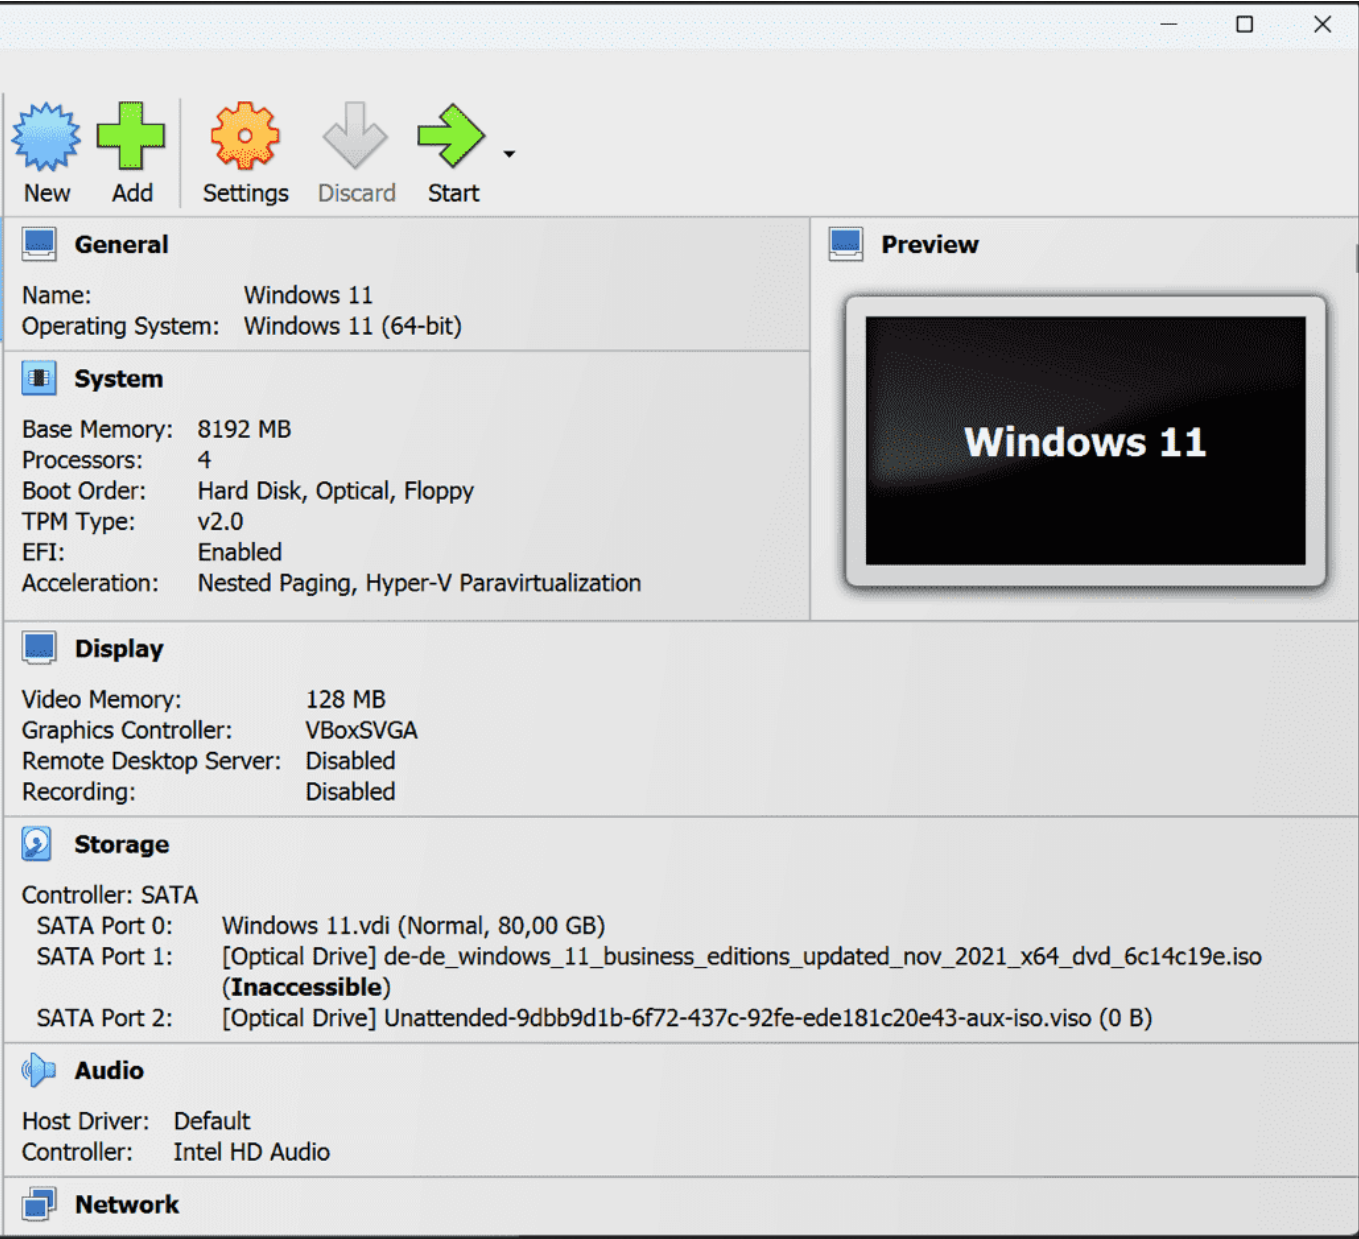 New Add Settings Discard Start
General
Name: Windows 11
Operating System: Windows 11 (64-bit)
System
Base Memory: 8192 MB
Processors: 4
Boot Order: Hard Disk, Optical, Floppy
TPM Type: v2.0
EFI: Enabled
Acceleration: Nested Paging, Hyper-V Paravirtualization
Preview
Windows 11
Display
Video Memory: 128 MB
Graphics Controller: VBoxSVGA
Remote Desktop Server: Disabled
Recording: Disabled
Storage
Controller: SATA
SATA Port 0: Windows 11.vdi (Normal, 80,00 GB)
SATA Port 1: [Optical Drive] de-de_windows_11_business_editions_updated_nov_2021_x64_dvd_6c14c19e.iso
(Inaccessible)
SATA Port 2: [Optical Drive] Unattended-9dbb9d1b-6f72-437c-92fe-ede181c20e43-aux-iso.viso (0 B)
Audio
Host Driver: Default
Controller: Intel HD Audio
Network